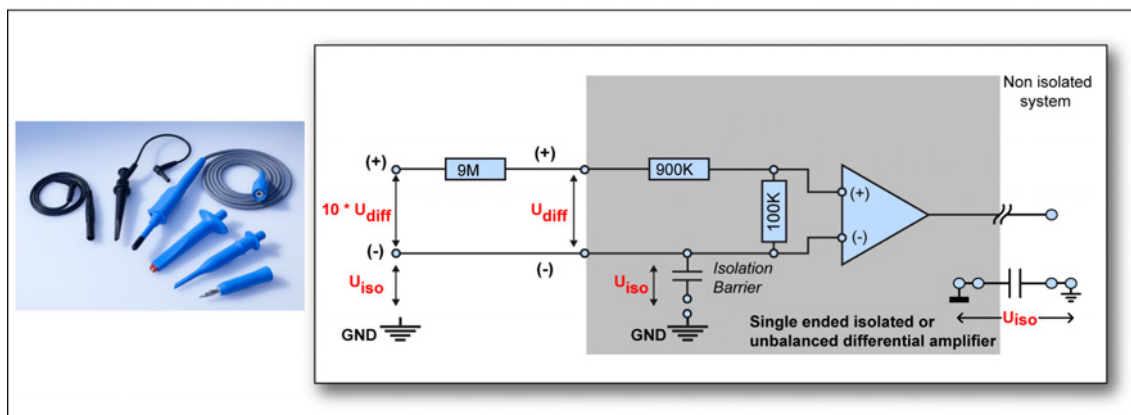 Non isolated
system
(+)
9M
(+)
900K
100K
(+)
(-)
10 * Udiff
Udiff
(-)
(-)
Uiso
Uiso
Isolation
Barrier
GND
GND
Single ended isolated or
unbalanced differential amplifier
Uiso